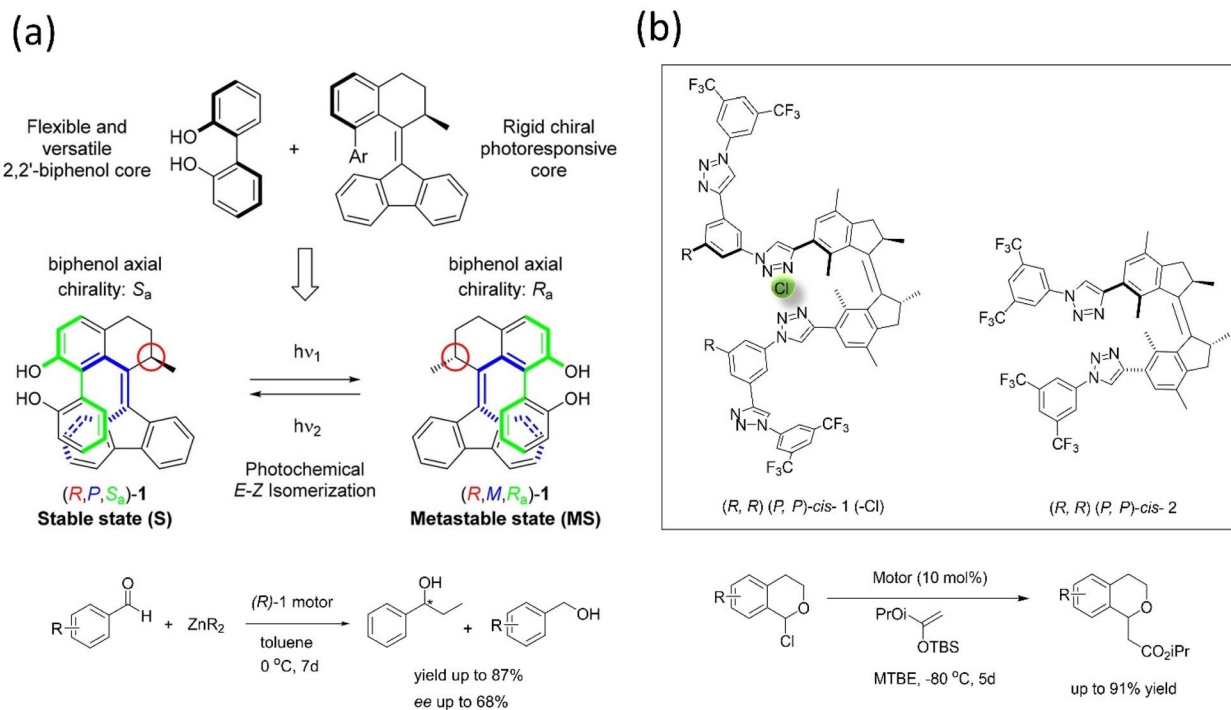 (a)
Flexible and
versatile
2,2'-biphenol core
HO
HO
+
Ar
Rigid chiral
photoresponsive
core
biphenol axial
chirality: Sa
biphenol axial
chirality: Ra
HO
HO
hν1
hν2
Photochemical
E-Z Isomerization
OH
OH
(R,P,Sa)-1
Stable state (S)
(R,M,Ra)-1
Metastable state (MS)
R
O
H
+ ZnR2
(R)-1 motor
toluene
0 °C, 7d
OH
*
+
R
OH
yield up to 87%
ee up to 68%
(b)
F3C
CF3
N
N=N
R
N
N=N
Cl
N=N
N
R
N
N=N
CF3
F3C
(R, R) (P, P)-cis- 1 (-Cl)
F3C
F3C
N
N=N
N=N
N
F3C
CF3
(R, R) (P, P)-cis- 2
R
O
Cl
Motor (10 mol%)
PrOi
OTBS
MTBE, -80 °C, 5d
R
O
CO2iPr
up to 91% yield